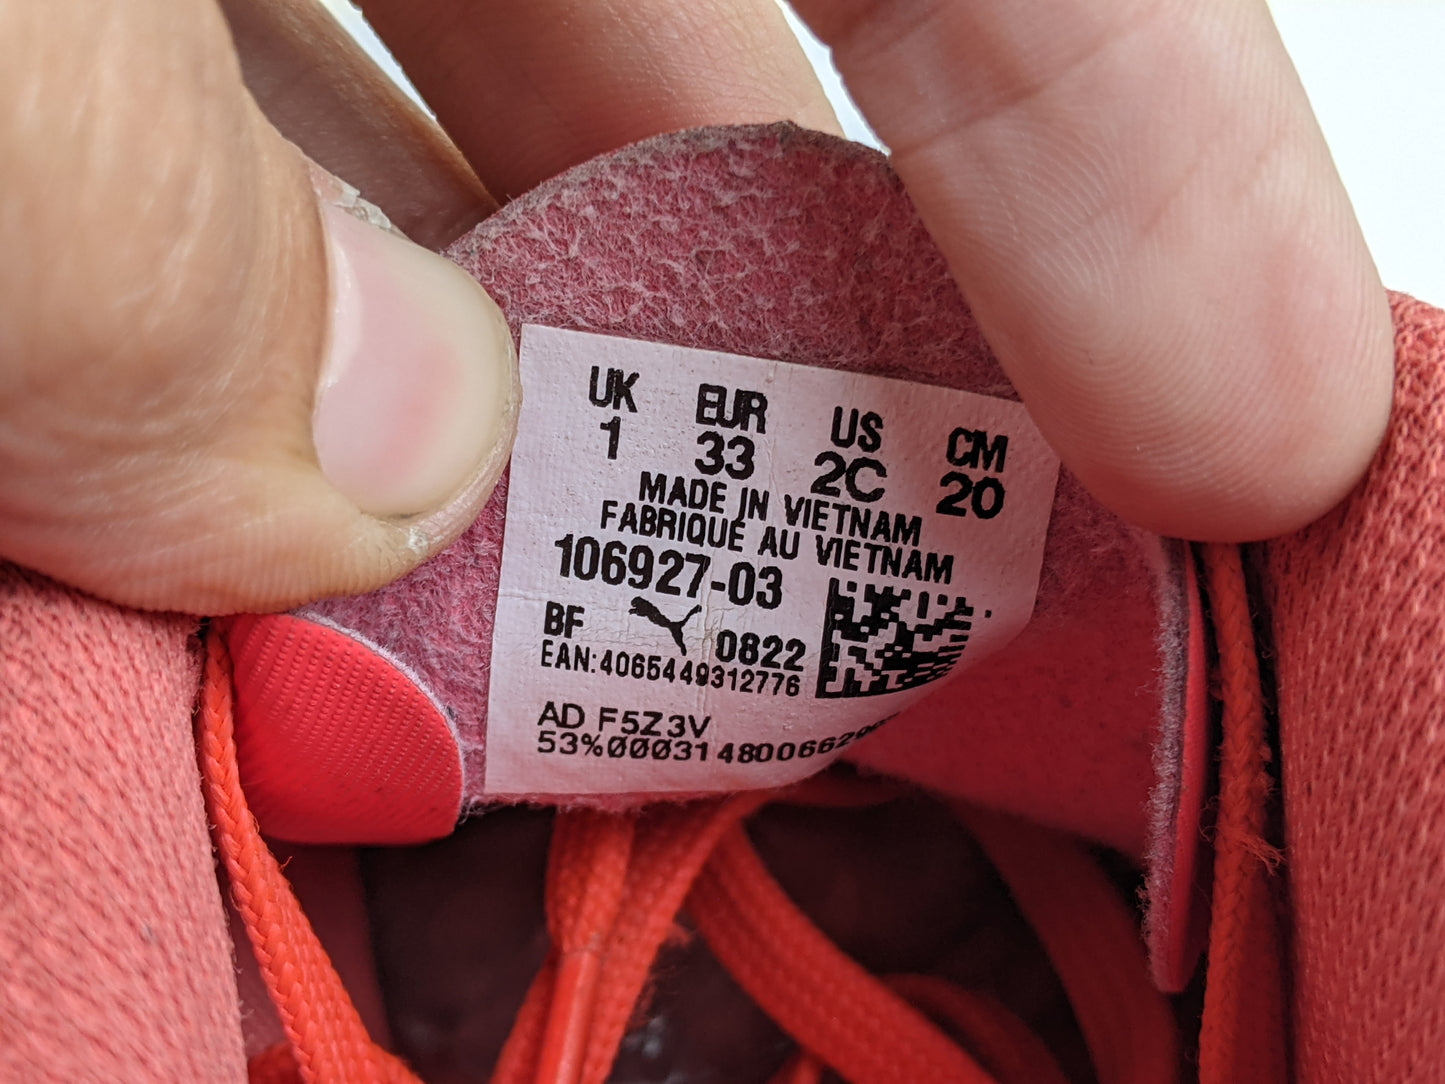 UK EUR US CM
1 33 2C 20
MADE IN VIETNAM
FABRIQUÉ AU VIETNAM
106927-03
BF 0822
EAN:4065449312776
AD F5Z3V